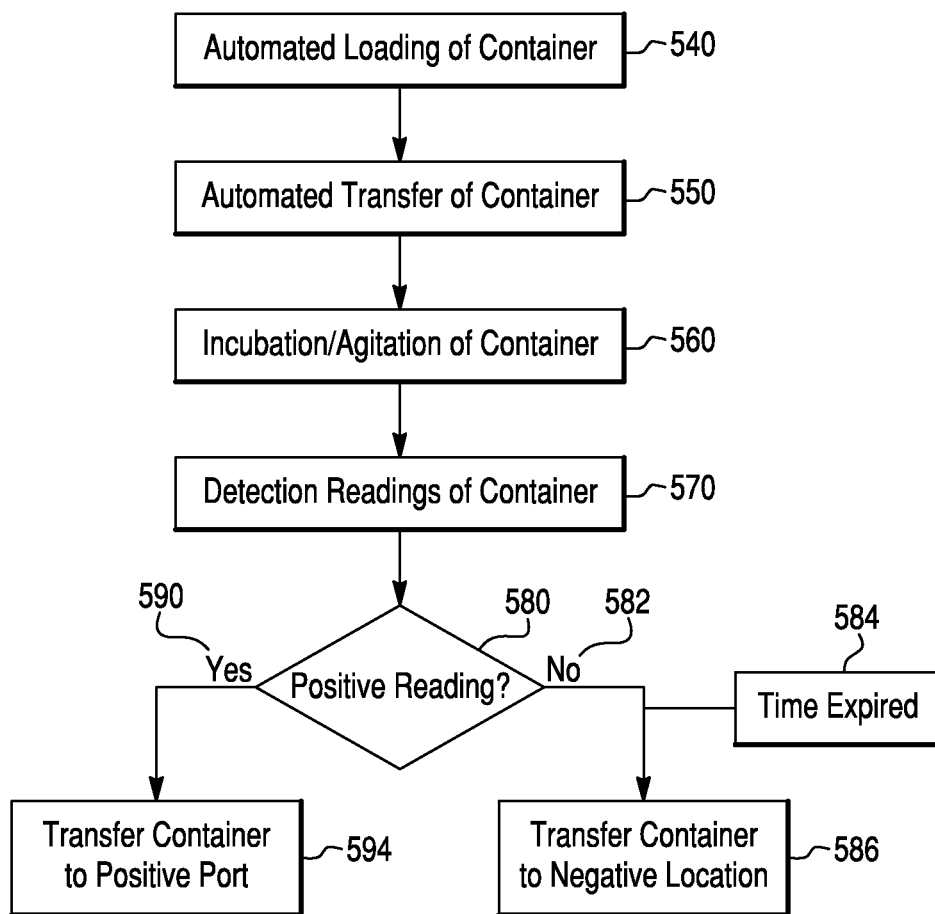 Automated Loading of Container
540
Automated Transfer of Container
550
Incubation/Agitation of Container
560
Detection Readings of Container
570
590
580
582
584
Yes
Positive Reading?
No
Time Expired
Transfer Container
to Positive Port
594
Transfer Container
to Negative Location
586